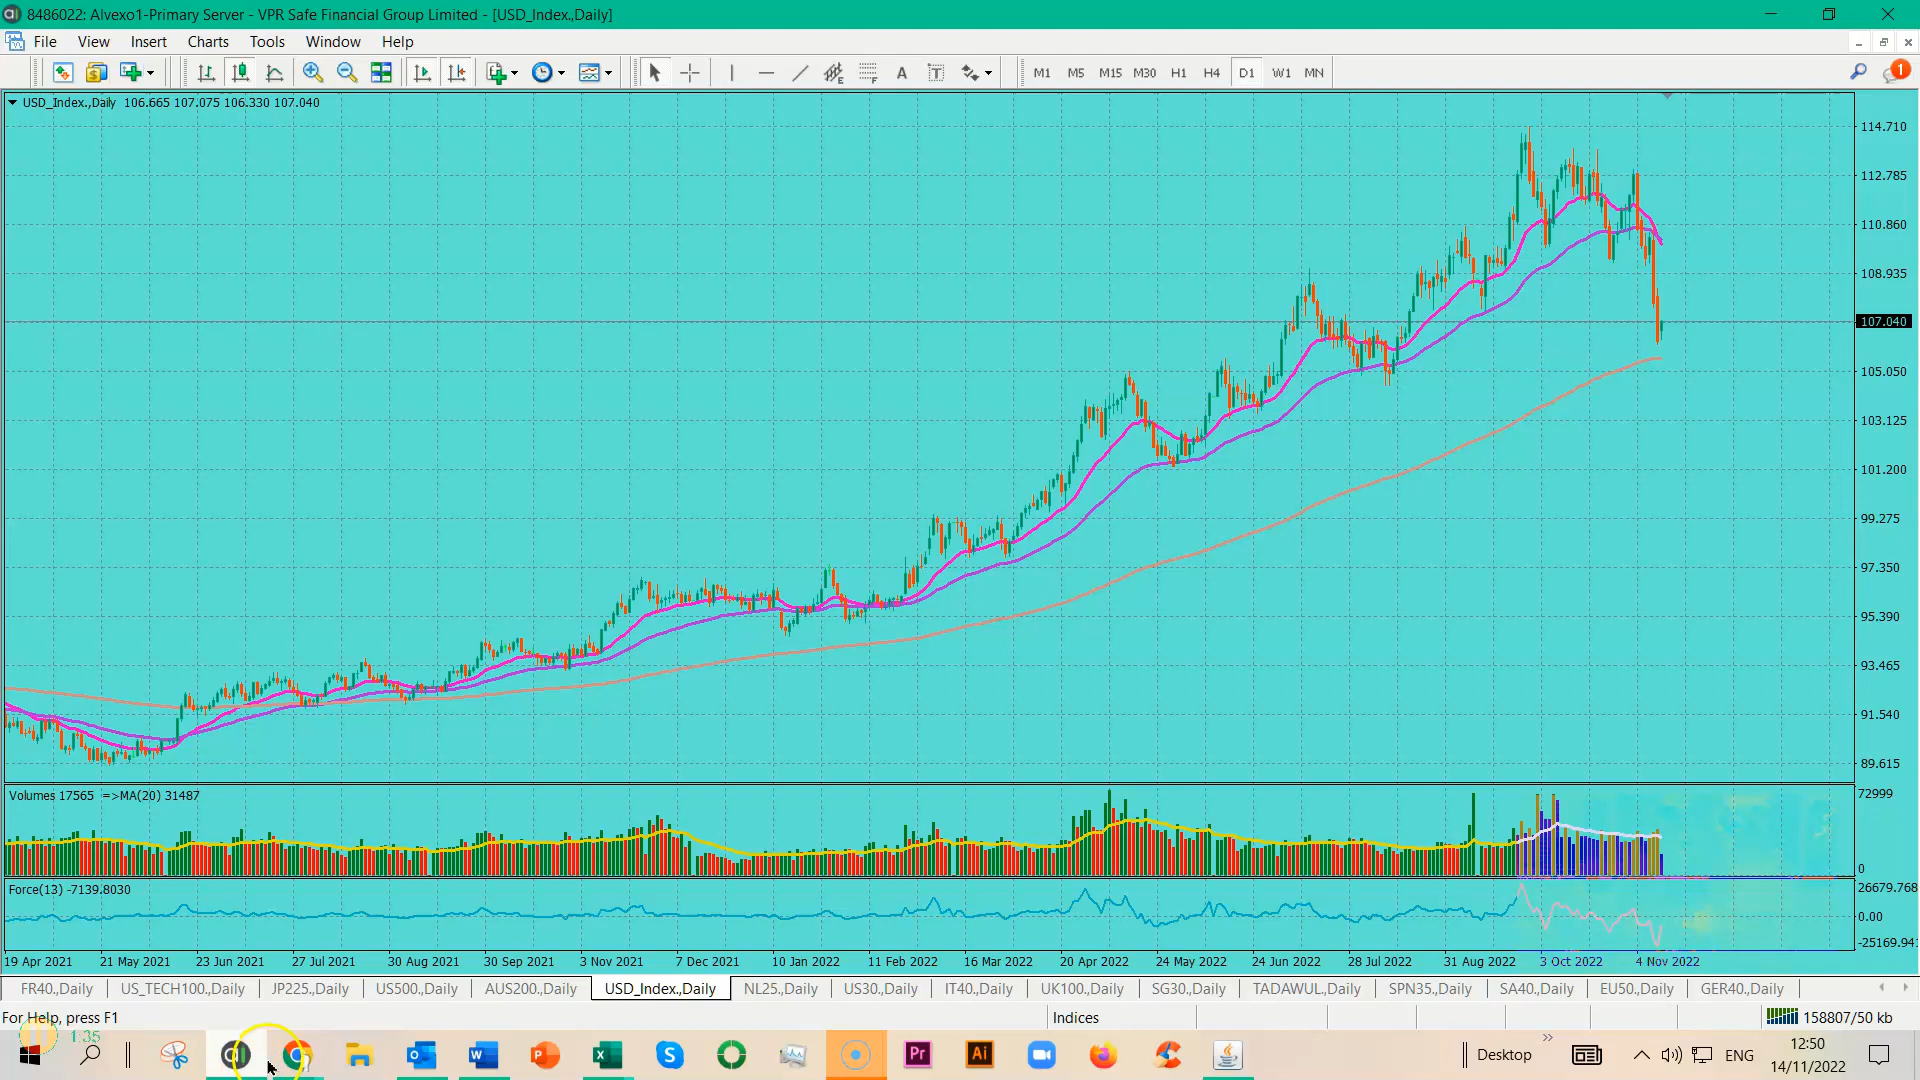 8486022: Alvexo1-Primary Server - VPR Safe Financial Group Limited - [USD_Index.,Daily]
File View Insert Charts Tools Window Help
M1 M5 M15 M30 H1 H4 D1 W1 MN 1
USD_Index.,Daily 106.665 107.075 106.330 107.040
114.710
112.785
110.860
108.935
107.040
105.050
103.125
101.200
99.275
97.350
95.390
93.465
91.540
89.615
Volumes 17565 =>MA(20) 31487
72999
0
Force(13) -7139.8030
26679.768
0.00
-25169.941
19 Apr 2021 21 May 2021 23 Jun 2021 27 Jul 2021 30 Aug 2021 30 Sep 2021 3 Nov 2021 7 Dec 2021 10 Jan 2022 11 Feb 2022 16 Mar 2022 20 Apr 2022 24 May 2022 24 Jun 2022 28 Jul 2022 31 Aug 2022 3 Oct 2022 4 Nov 2022
FR40.,Daily US_TECH100.,Daily JP225.,Daily US500.,Daily AUS200.,Daily USD_Index.,Daily NL25.,Daily US30.,Daily IT40.,Daily UK100.,Daily SG30.,Daily TADAWUL.,Daily SPN35.,Daily SA40.,Daily EU50.,Daily GER40.,Daily
For Help, press F1 Indices 158807/50 kb
1:35
Desktop ENG 12:50
14/11/2022